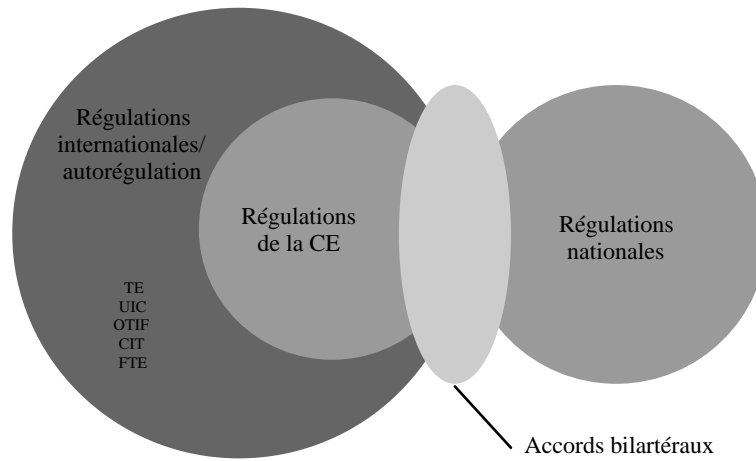 Régulations
internationales/
autorégulation
Régulations
de la CE
Régulations
nationales
TE
UIC
OTIF
CIT
FTE
Accords bilartéraux